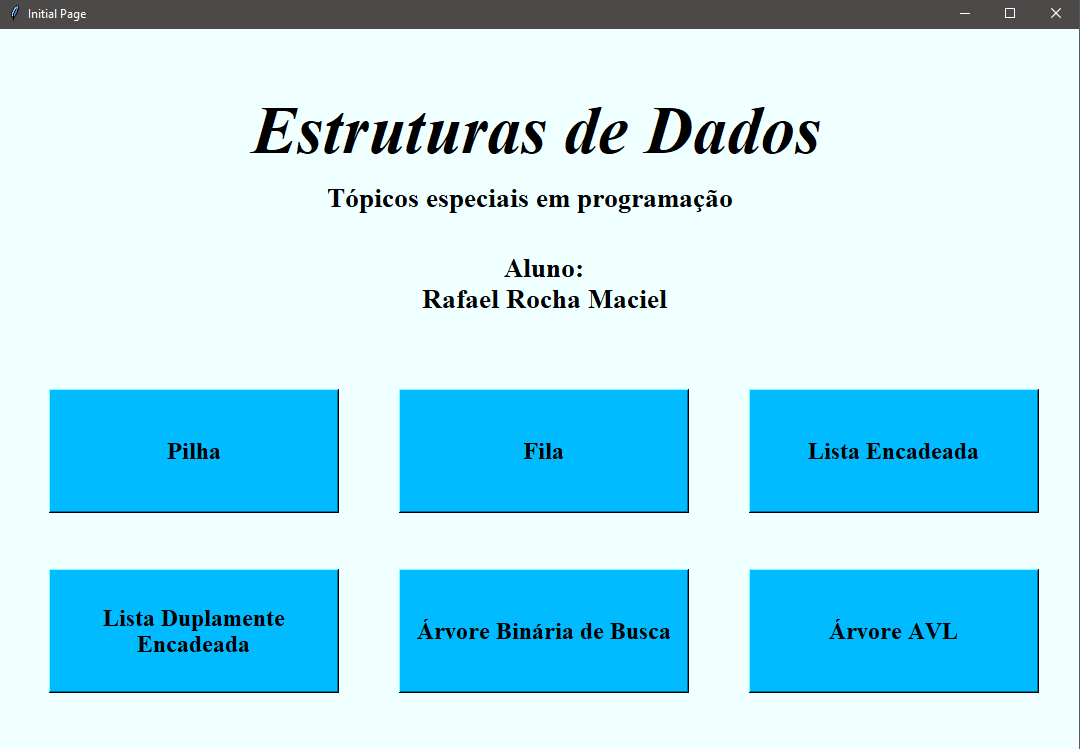 Initial Page
Estruturas de Dados
Tópicos especiais em programação
Aluno:
Rafael Rocha Maciel
Pilha
Fila
Lista Encadeada
Lista Duplamente
Encadeada
Árvore Binária de Busca
Árvore AVL